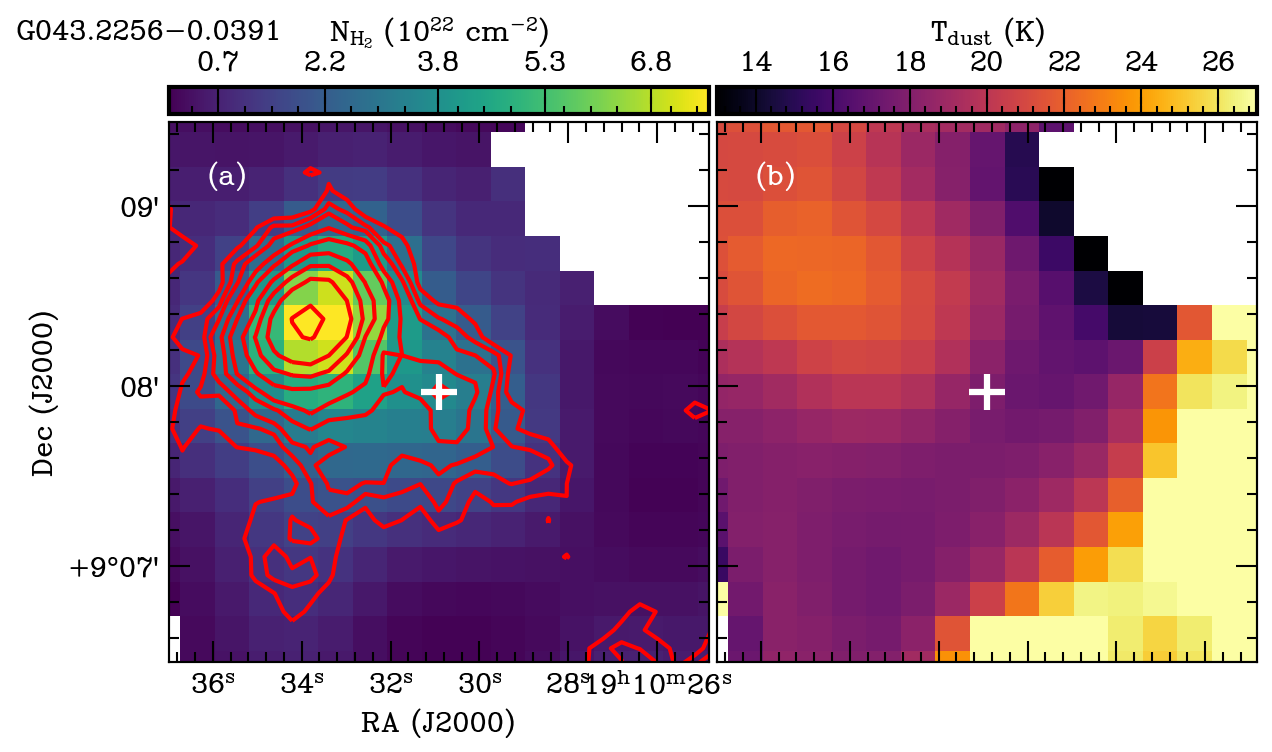 G043.2256−0.0391 N_H₂ (10²² cm⁻²) T_dust (K)
0.7 2.2 3.8 5.3 6.8 14 16 18 20 22 24 26
(a) (b)
09'
08'
+9°07'
Dec (J2000)
36ˢ 34ˢ 32ˢ 30ˢ 28ˢ 19ʰ10ᵐ26ˢ
RA (J2000)